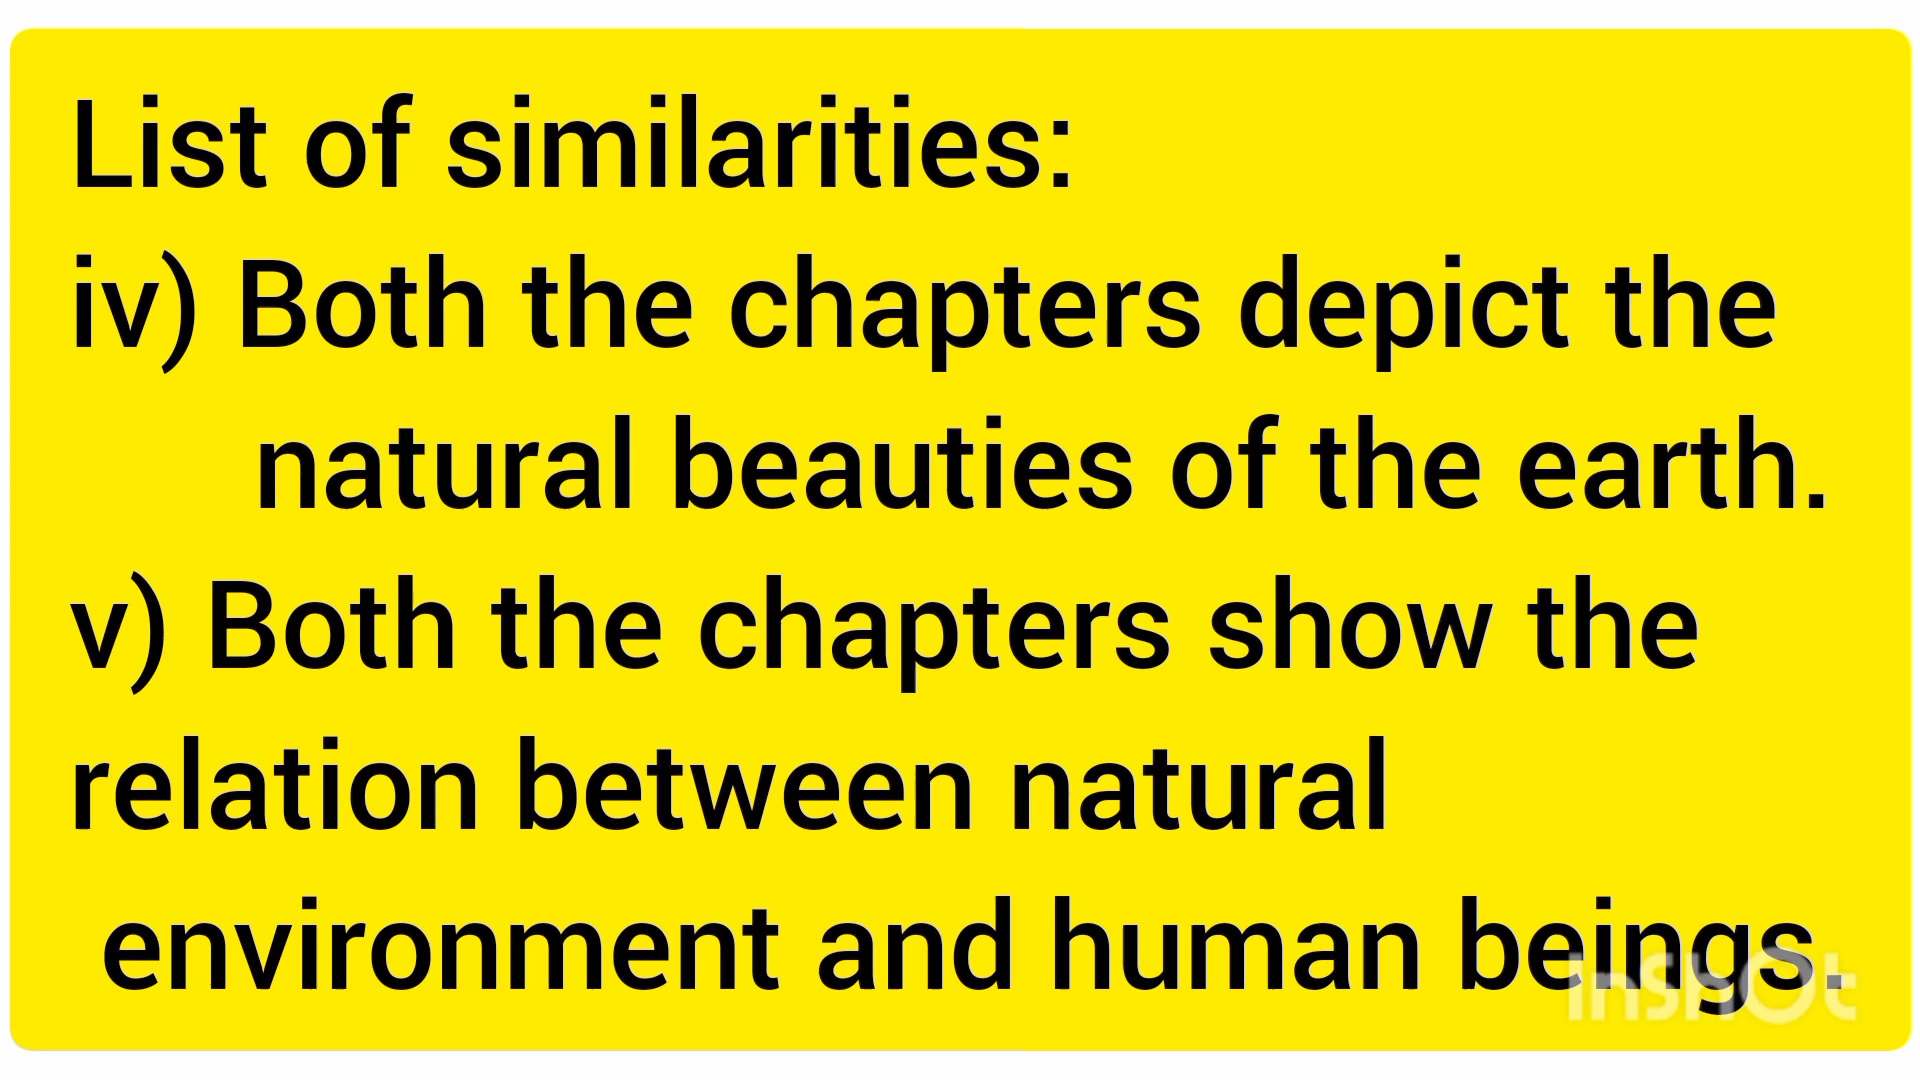 List of similarities:
iv) Both the chapters depict the
natural beauties of the earth.
v) Both the chapters show the
relation between natural
environment and human beings.
InShOt